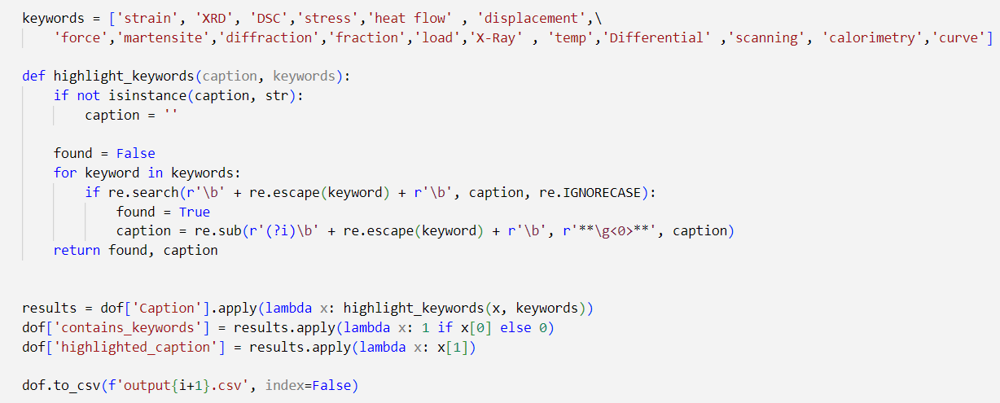 keywords = ['strain', 'XRD', 'DSC','stress','heat flow' , 'displacement',\
    'force','martensite','diffraction','fraction','load','X-Ray' , 'temp','Differential' ,'scanning', 'calorimetry','curve']
def highlight_keywords(caption, keywords):
    if not isinstance(caption, str):
        caption = ''
    found = False
    for keyword in keywords:
        if re.search(r'\b' + re.escape(keyword) + r'\b', caption, re.IGNORECASE):
            found = True
            caption = re.sub(r'(?i)\b' + re.escape(keyword) + r'\b', r'**\g<0>**', caption)
    return found, caption
results = dof['Caption'].apply(lambda x: highlight_keywords(x, keywords))
dof['contains_keywords'] = results.apply(lambda x: 1 if x[0] else 0)
dof['highlighted_caption'] = results.apply(lambda x: x[1])
dof.to_csv(f'output{i+1}.csv', index=False)